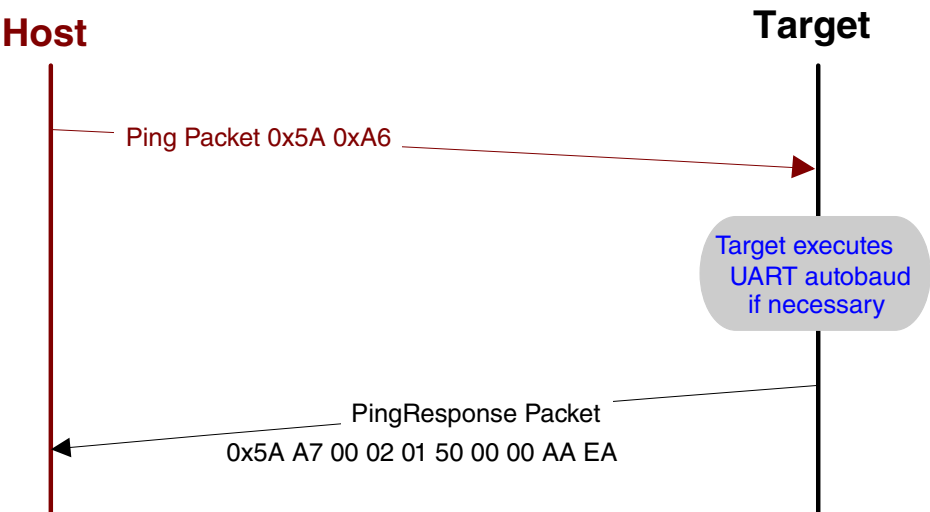 Host
Target
Ping Packet 0x5A 0xA6
Target executes
UART autobaud
if necessary
PingResponse Packet
0x5A A7 00 02 01 50 00 00 AA EA